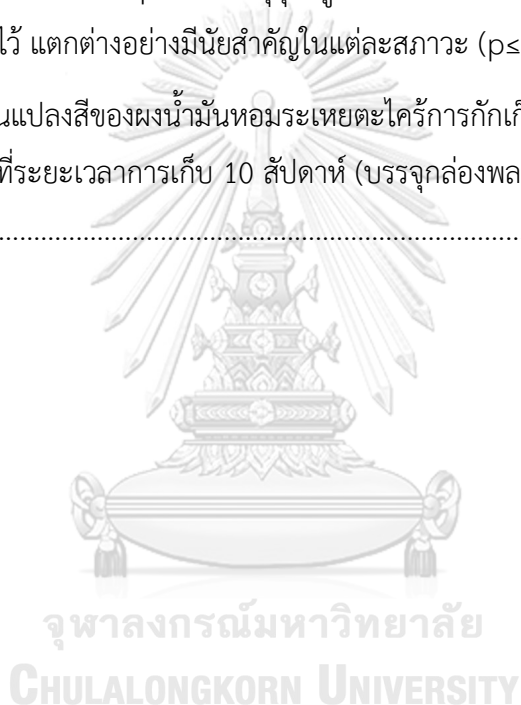 ไว้ แตกต่างอย่างมีนัยสำคัญในแต่ละสภาวะ (p≤
นแปลงสีของผงน้ำมันหอมระเหยตะไคร้การกักเก็
ที่ระยะเวลาการเก็บ 10 สัปดาห์ (บรรจุกล่องพล
จุฬาลงกรณ์มหาวิทยาลัย
CHULALONGKORN UNIVERSITY